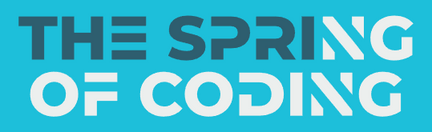 THE SPRING
OF CODING